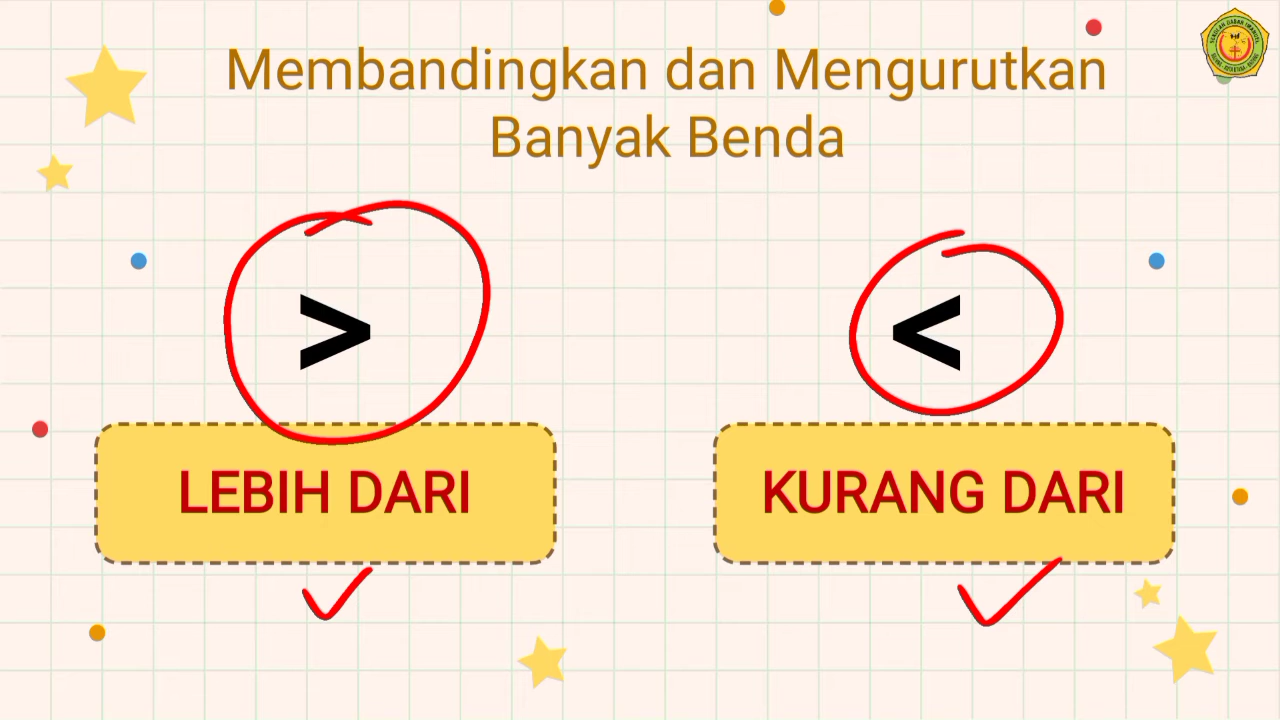 Membandingkan dan Mengurutkan
Banyak Benda
> <
LEBIH DARI KURANG DARI